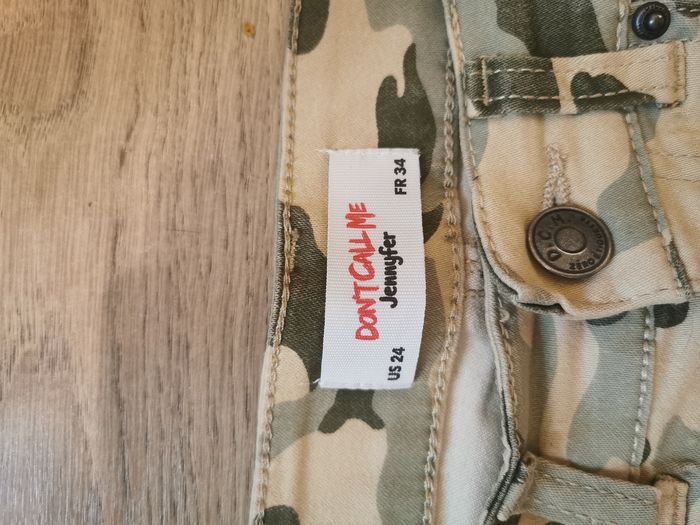 DON'T CALL ME
Jennyfer
US 24
FR 34
D.C.M.